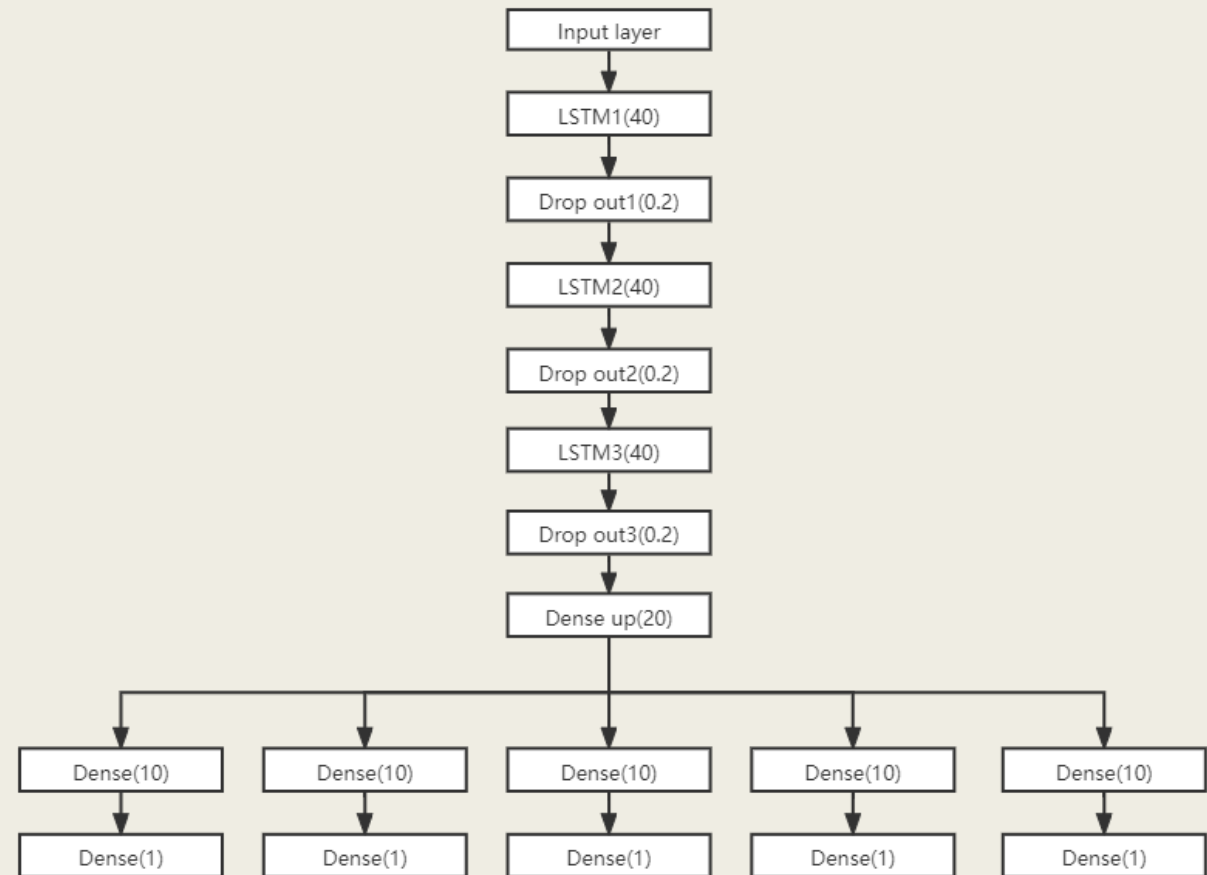 Input layer
LSTM1(40)
Drop out1(0.2)
LSTM2(40)
Drop out2(0.2)
LSTM3(40)
Drop out3(0.2)
Dense up(20)
Dense(10) Dense(10) Dense(10) Dense(10) Dense(10)
Dense(1) Dense(1) Dense(1) Dense(1) Dense(1)